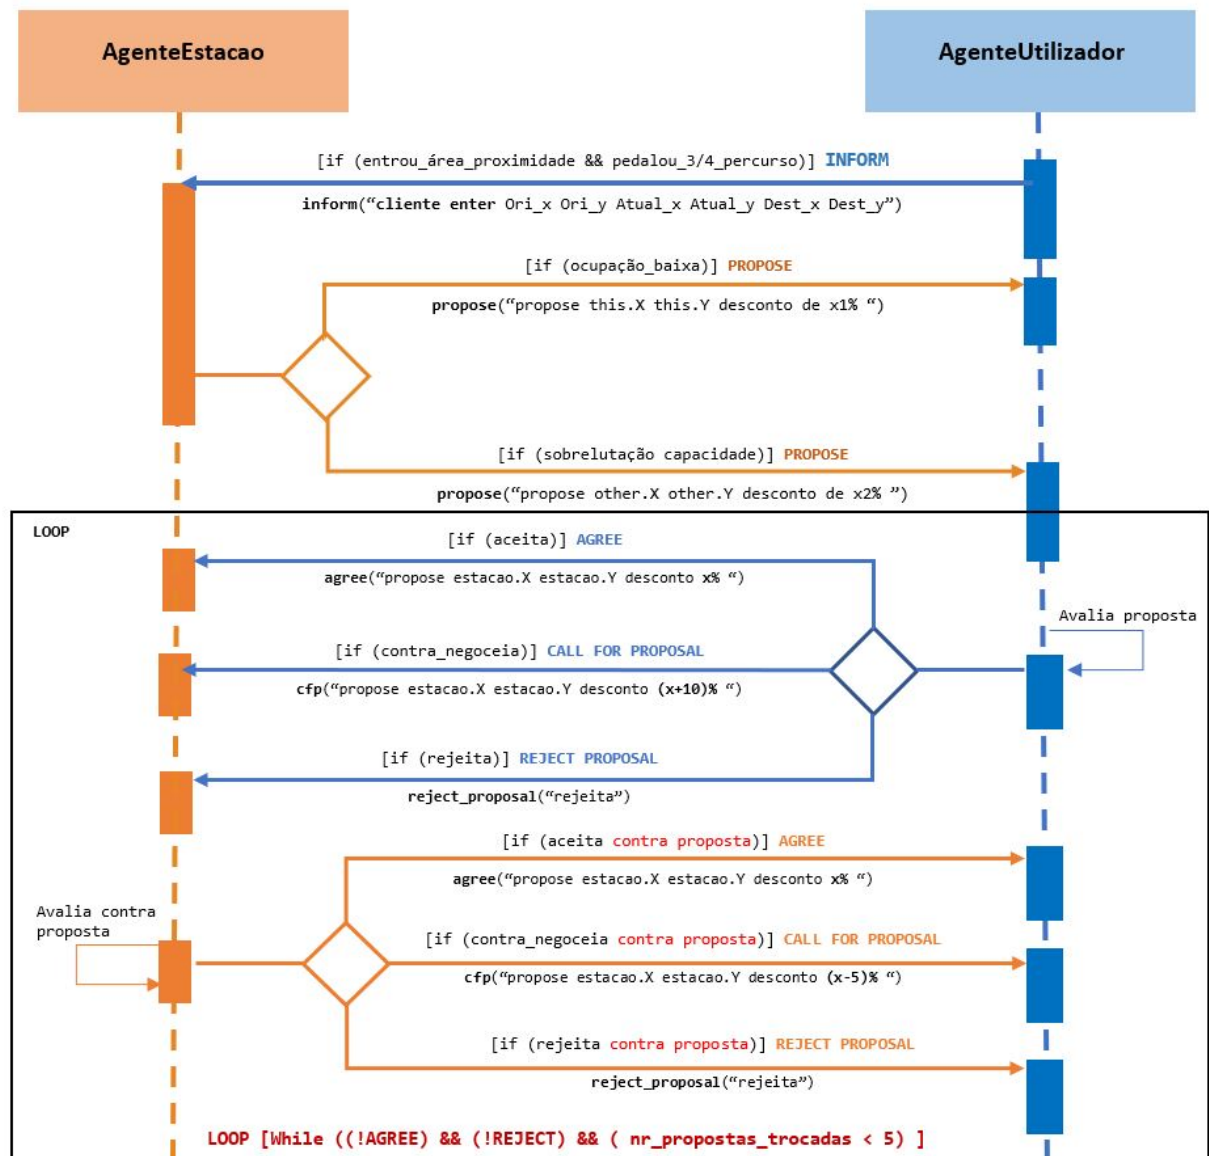 AgenteEstacao
AgenteUtilizador
[if (entrou_área_proximidade && pedalou_3/4_percurso)] INFORM
inform(“cliente enter Ori_x Ori_y Atual_x Atual_y Dest_x Dest_y”)
[if (ocupação_baixa)] PROPOSE
propose(“propose this.X this.Y desconto de x1% “)
[if (sobrelutação capacidade)] PROPOSE
propose(“propose other.X other.Y desconto de x2% ”)
LOOP
[if (aceita)] AGREE
agree(“propose estacao.X estacao.Y desconto x% “)
Avalia proposta
[if (contra_negoceia)] CALL FOR PROPOSAL
cfp(“propose estacao.X estacao.Y desconto (x+10)% “)
[if (rejeita)] REJECT PROPOSAL
reject_proposal(“rejeita”)
[if (aceita contra proposta)] AGREE
agree(“propose estacao.X estacao.Y desconto x% “)
Avalia contra
proposta
[if (contra_negoceia contra proposta)] CALL FOR PROPOSAL
cfp(“propose estacao.X estacao.Y desconto (x-5)% “)
[if (rejeita contra proposta)] REJECT PROPOSAL
reject_proposal(“rejeita”)
LOOP [While ((!AGREE) && (!REJECT) && ( nr_propostas_trocadas < 5) ]